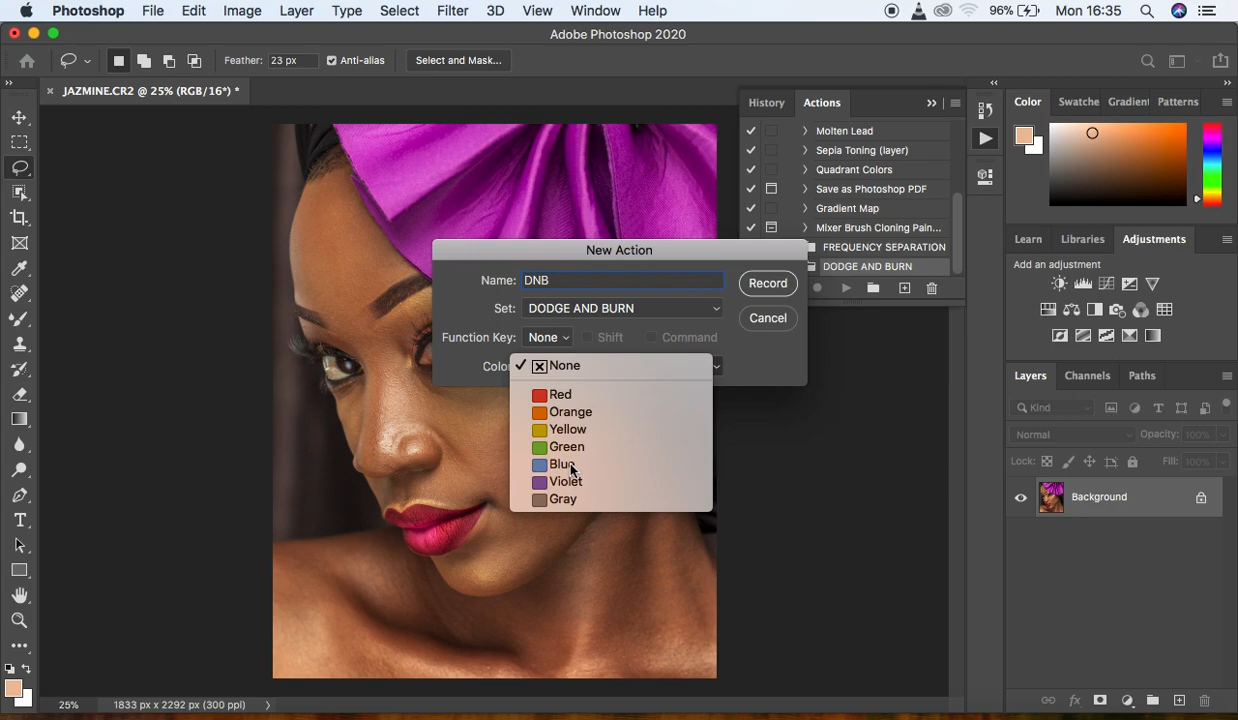 Photoshop File Edit Image Layer Type Select Filter 3D View Window Help 96% Mon 16:35
Adobe Photoshop 2020
Feather: 23 px Anti-alias Select and Mask...
JAZMINE.CR2 @ 25% (RGB/16*) *
History Actions
Molten Lead
Sepia Toning (layer)
Quadrant Colors
Save as Photoshop PDF
Gradient Map
Mixer Brush Cloning Pain...
FREQUENCY SEPARATION
DODGE AND BURN
New Action
Name: DNB
Record
Set: DODGE AND BURN
Cancel
Function Key: None Shift Command
Color
None
Red
Orange
Yellow
Green
Blue
Violet
Gray
Color Swatche Gradient Patterns
Learn Libraries Adjustments
Add an adjustment
Layers Channels Paths
Kind
Normal Opacity: 100%
Lock: Fill: 100%
Background
25% 1833 px x 2292 px (300 ppi)